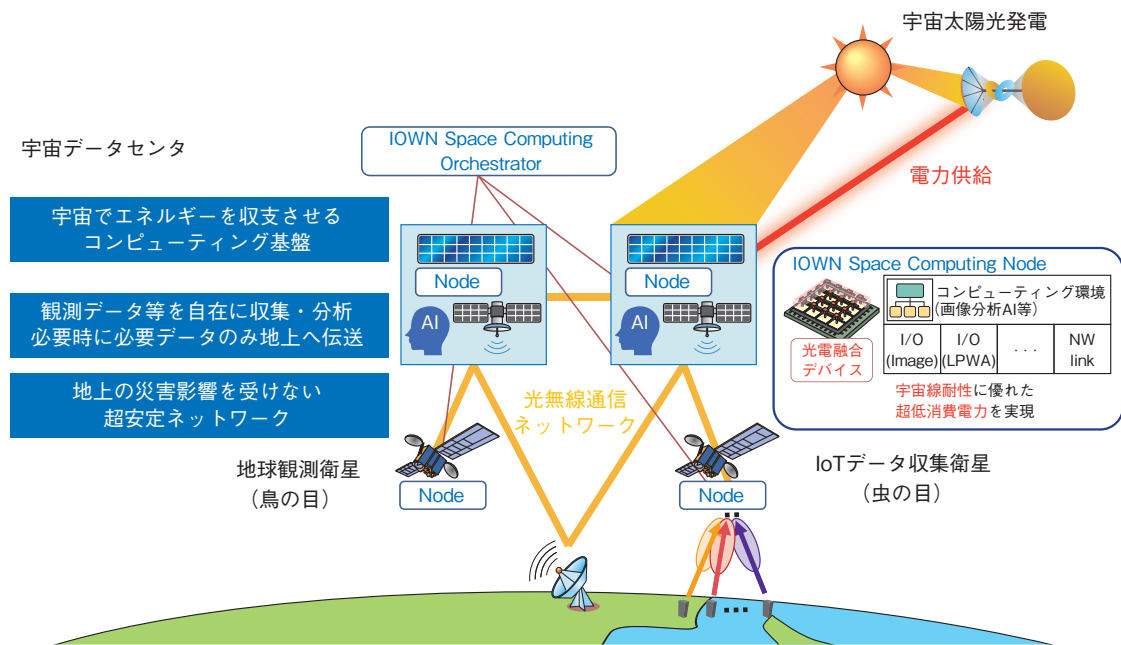 宇宙太陽光発電
IOWN Space Computing
Orchestrator
宇宙データセンタ
電力供給
宇宙でエネルギーを収支させる
コンピューティング基盤
観測データ等を自在に収集・分析
必要時に必要データのみ地上へ伝送
地上の災害影響を受けない
超安定ネットワーク
Node
AI
Node
AI
IOWN Space Computing Node
コンピューティング環境
(画像分析AI等)
光電融合
デバイス
I/O
(Image)
I/O
(LPWA)
・・・
NW
link
宇宙線耐性に優れた
超低消費電力を実現
光無線通信
ネットワーク
地球観測衛星
（鳥の目）
Node
Node
IoTデータ収集衛星
（虫の目）